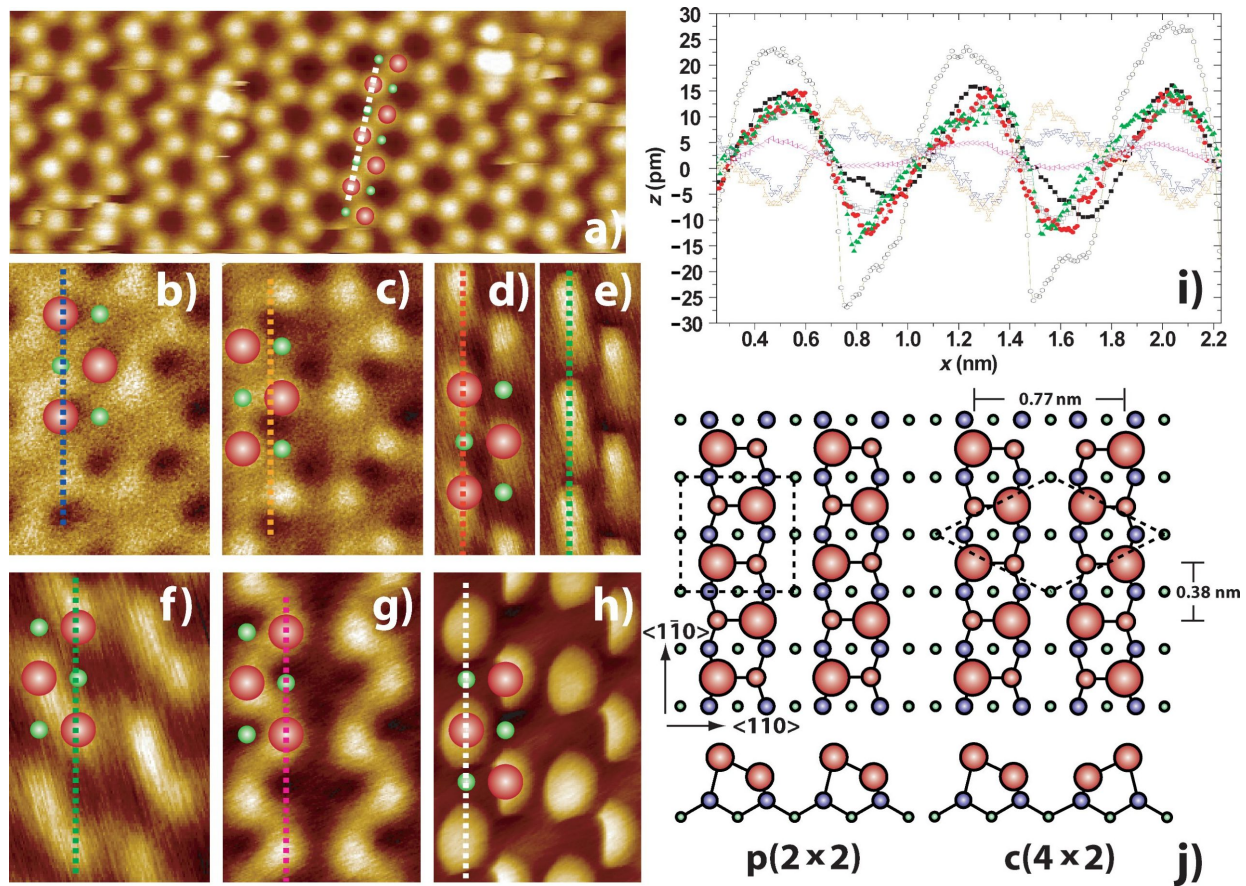 a)
b)
c)
d)
e)
f)
g)
h)
30
25
20
15
10
5
0
-5
-10
-15
-20
-25
-30
z (pm)
0.4 0.6 0.8 1.0 1.2 1.4 1.6 1.8 2.0 2.2
x (nm)
i)
0.77 nm
0.38 nm
<11̄0>
<110>
p(2 × 2)
c(4 × 2)
j)